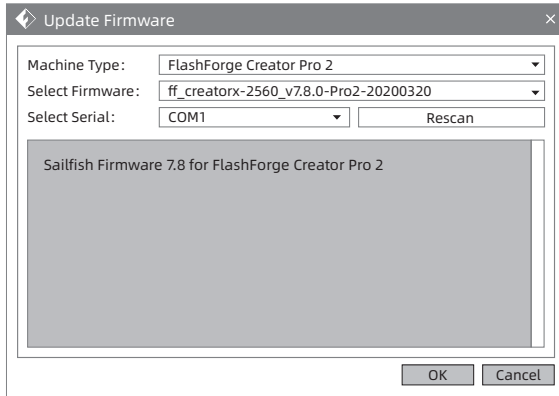 Update Firmware
Machine Type: FlashForge Creator Pro 2
Select Firmware: ff_creatorx-2560_v7.8.0-Pro2-20200320
Select Serial: COM1 Rescan
Sailfish Firmware 7.8 for FlashForge Creator Pro 2
OK Cancel